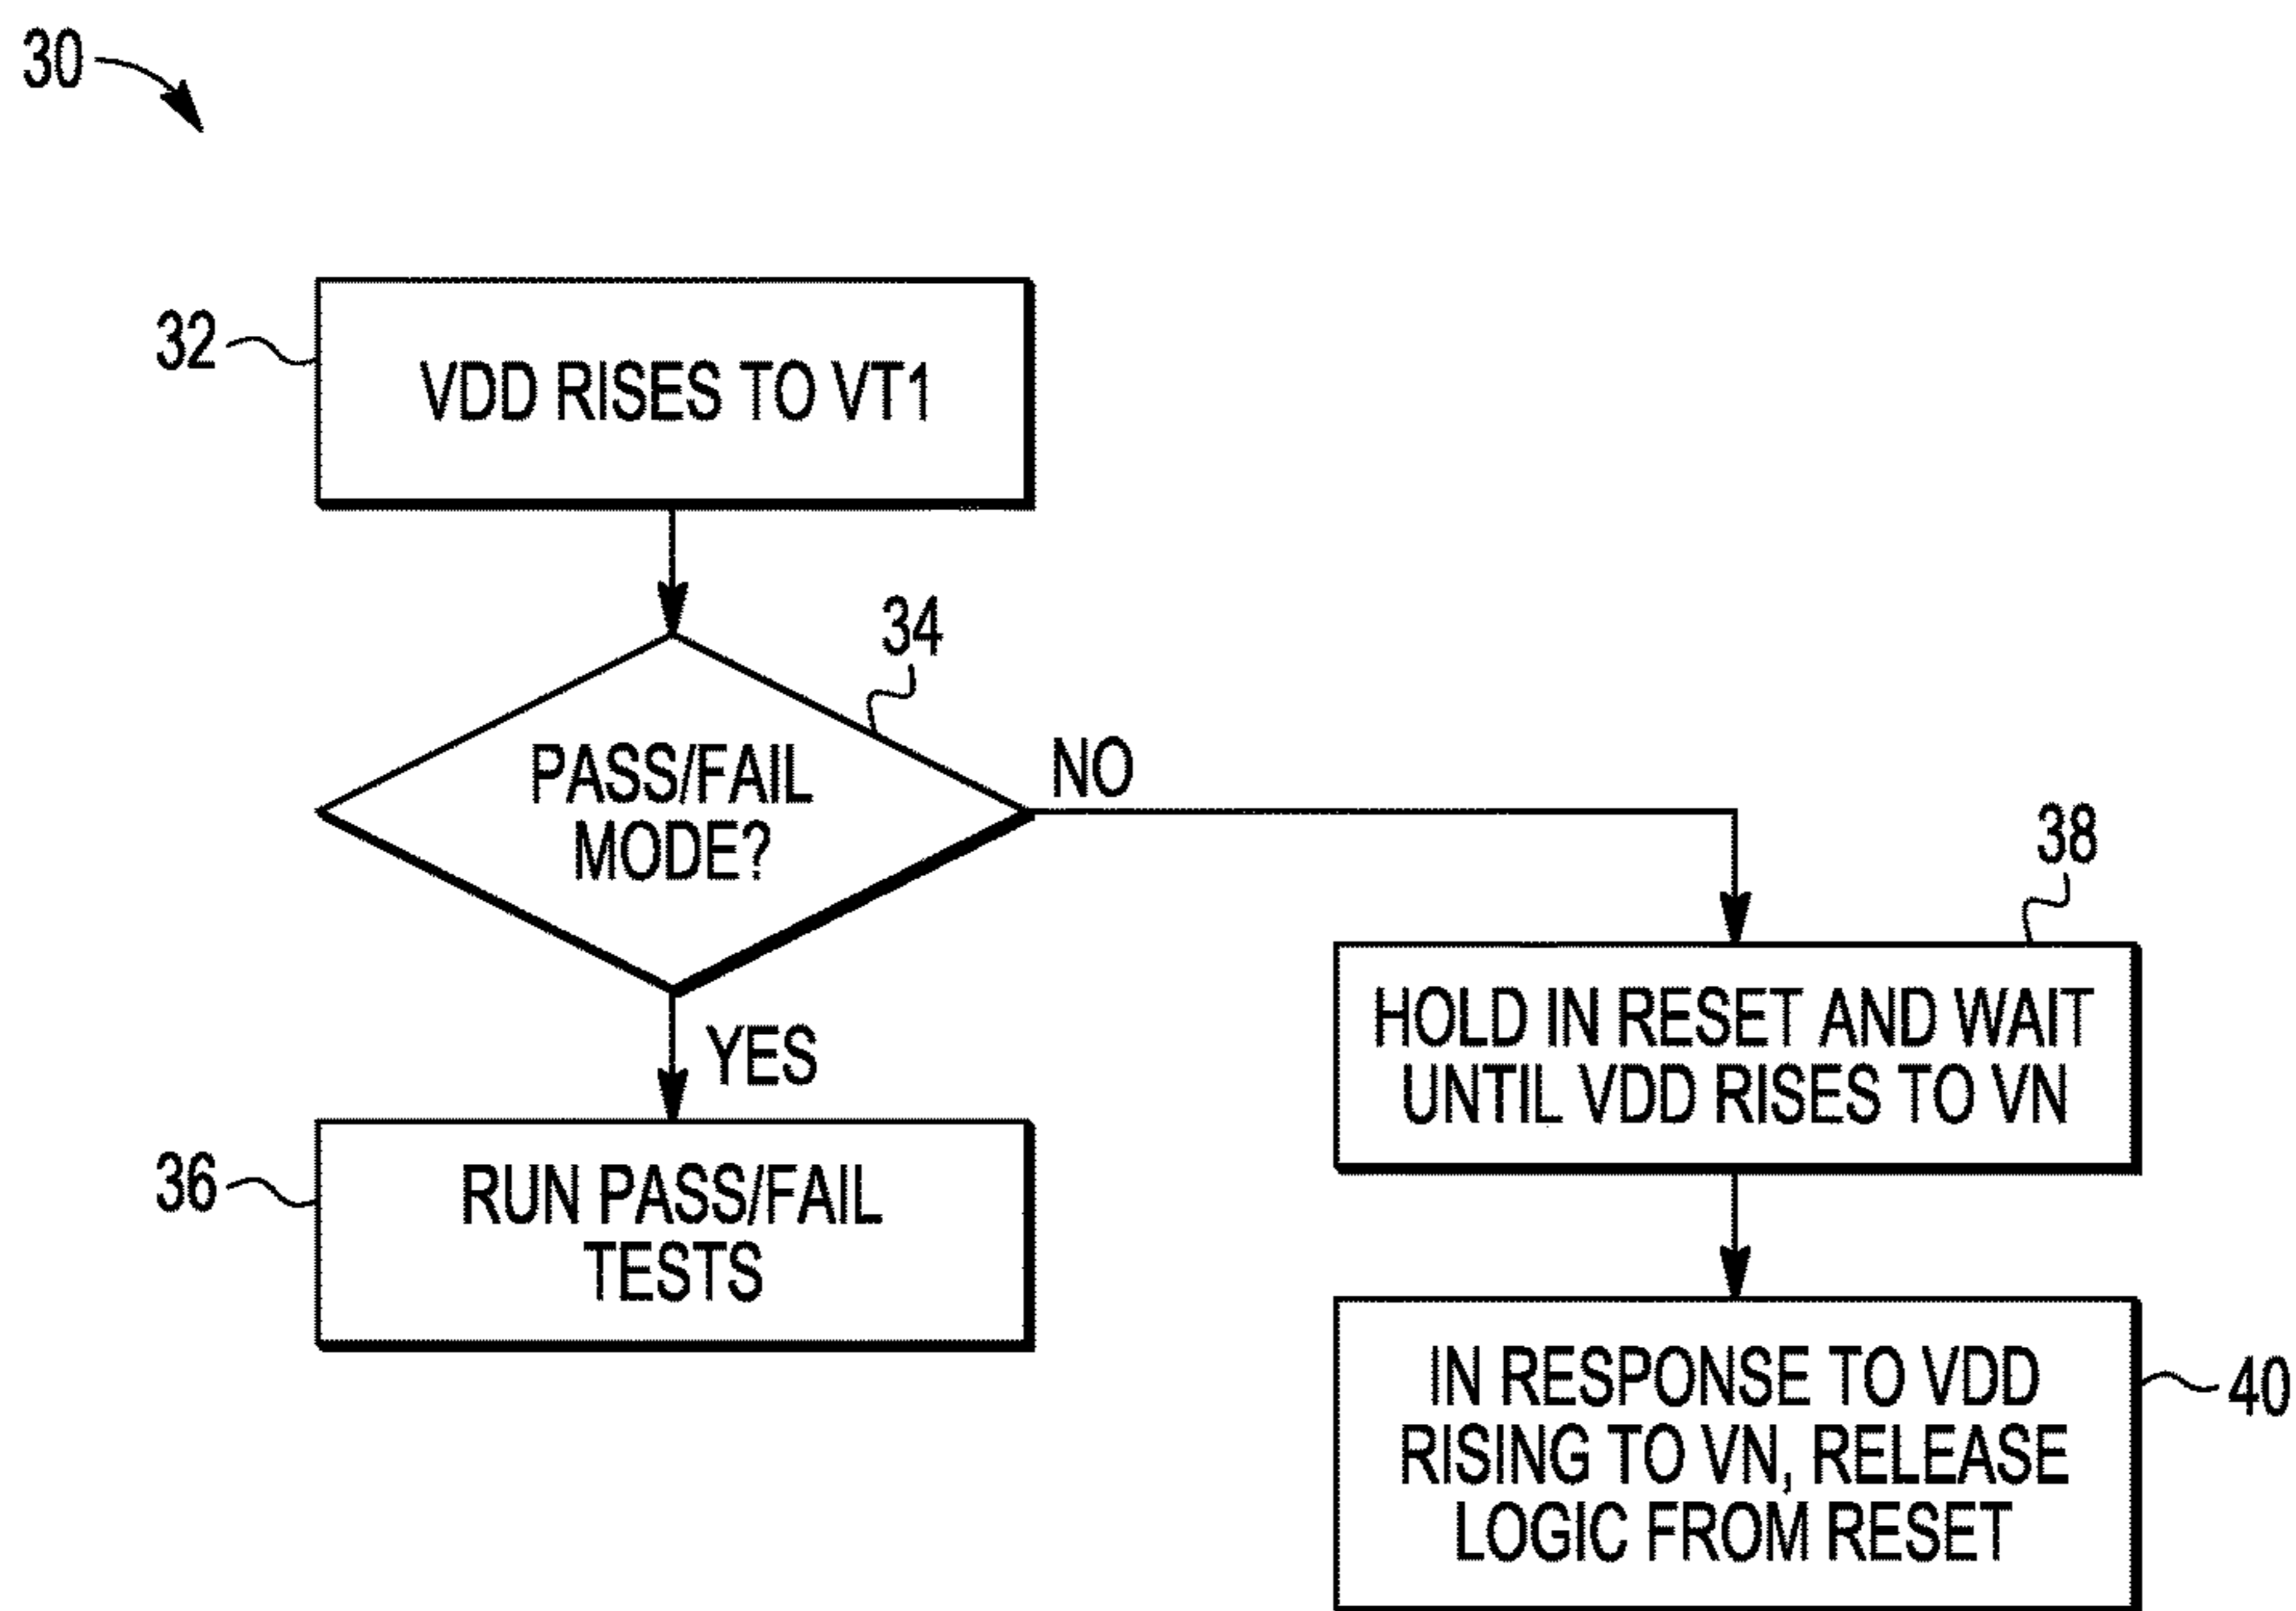 30
32
VDD RISES TO VT1
34
PASS/FAIL
MODE?
NO
YES
36
RUN PASS/FAIL
TESTS
38
HOLD IN RESET AND WAIT
UNTIL VDD RISES TO VN
IN RESPONSE TO VDD
RISING TO VN, RELEASE
LOGIC FROM RESET
40